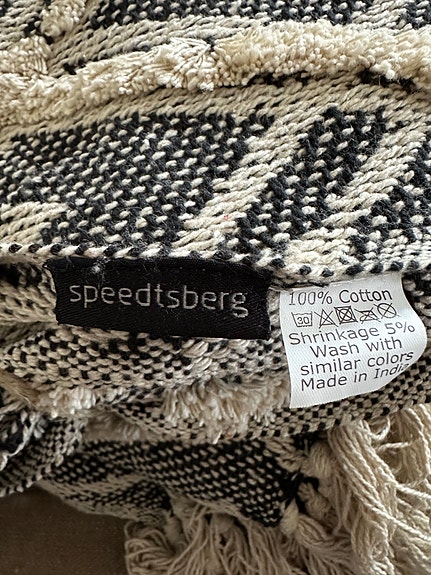 speedtsberg
100% Cotton
30
Shrinkage 5%
Wash with
similar colors
Made in India